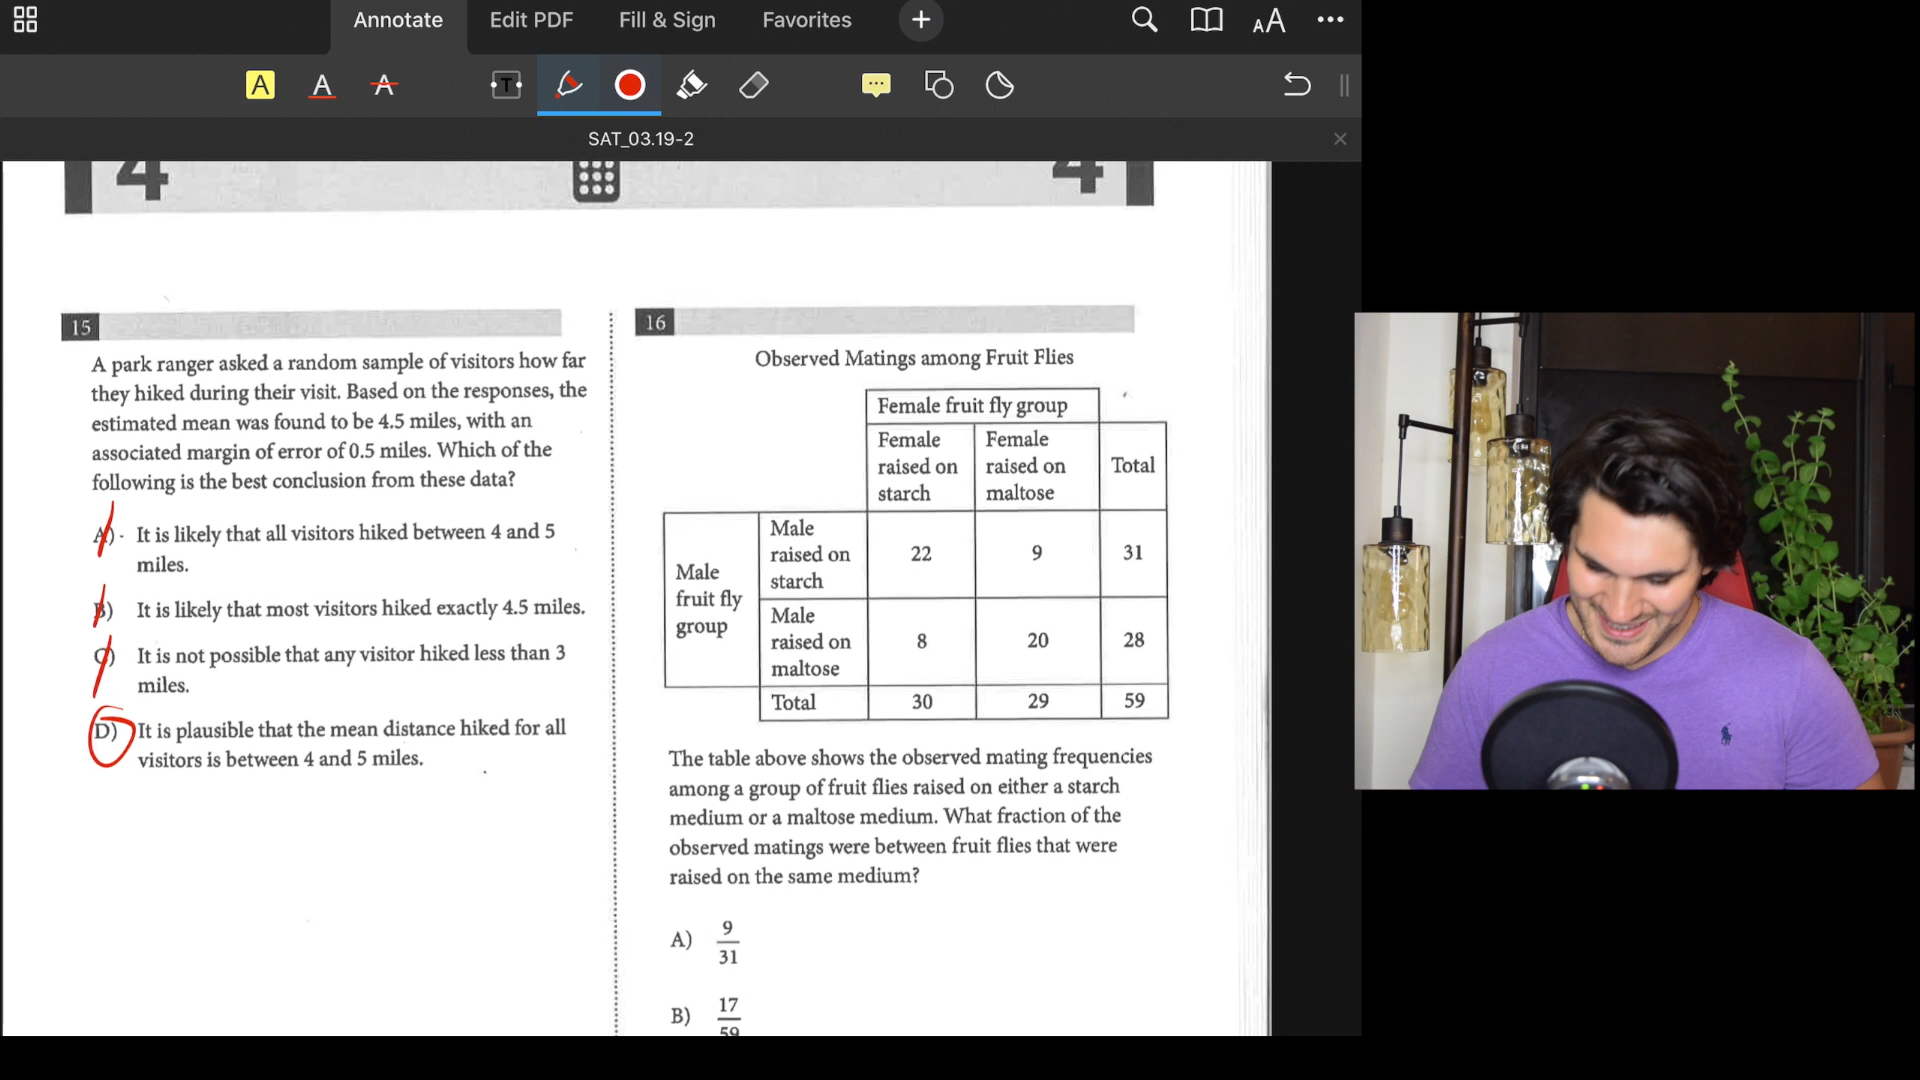 Annotate
Edit PDF
Fill & Sign
Favorites
+
AA
A
A
A
T
SAT_03.19-2
4
4
15
A park ranger asked a random sample of visitors how far
they hiked during their visit. Based on the responses, the
estimated mean was found to be 4.5 miles, with an
associated margin of error of 0.5 miles. Which of the
following is the best conclusion from these data?
A) It is likely that all visitors hiked between 4 and 5
miles.
B) It is likely that most visitors hiked exactly 4.5 miles.
C) It is not possible that any visitor hiked less than 3
miles.
D) It is plausible that the mean distance hiked for all
visitors is between 4 and 5 miles.
16
Observed Matings among Fruit Flies
Female fruit fly group
Female
raised on
starch
Female
raised on
maltose
Total
Male
fruit fly
group
Male
raised on
starch
22
9
31
Male
raised on
maltose
8
20
28
Total
30
29
59
The table above shows the observed mating frequencies
among a group of fruit flies raised on either a starch
medium or a maltose medium. What fraction of the
observed matings were between fruit flies that were
raised on the same medium?
A) 9
31
B) 17
59